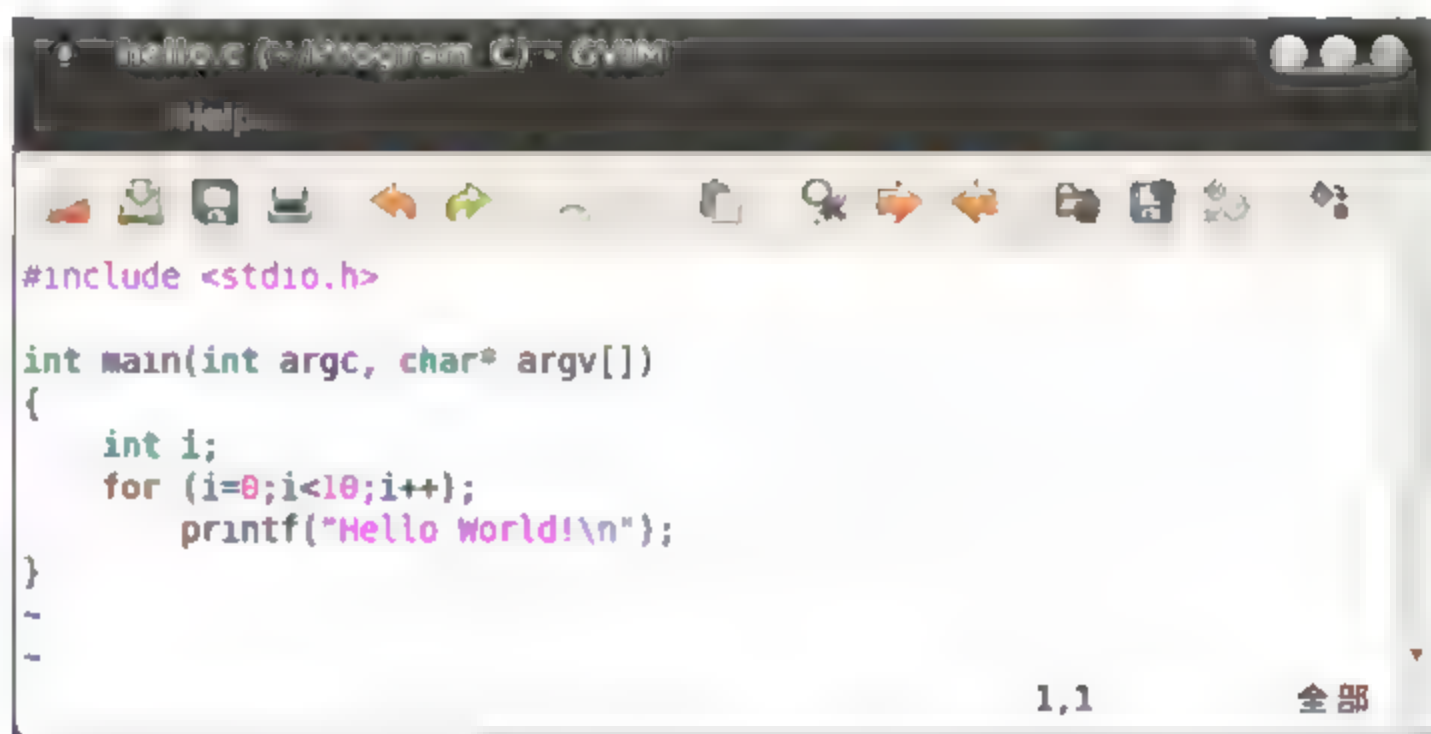 hello.c (~/Program_C) - GVIM
Help
#include <stdio.h>
int main(int argc, char* argv[])
{
    int i;
    for (i=0;i<10;i++);
        printf("Hello World!\n");
}
~
~
1,1 全部